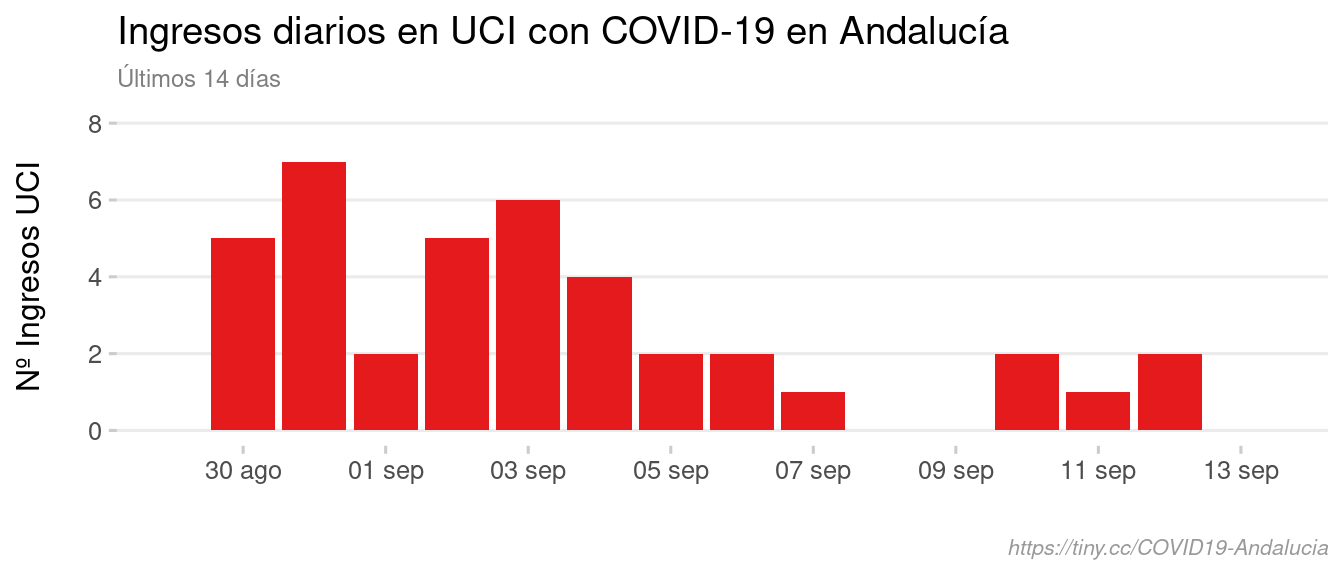 Ingresos diarios en UCI con COVID-19 en Andalucía
Últimos 14 días
Nº Ingresos UCI
8
6
4
2
0
30 ago 01 sep 03 sep 05 sep 07 sep 09 sep 11 sep 13 sep
https://tiny.cc/COVID19-Andalucia